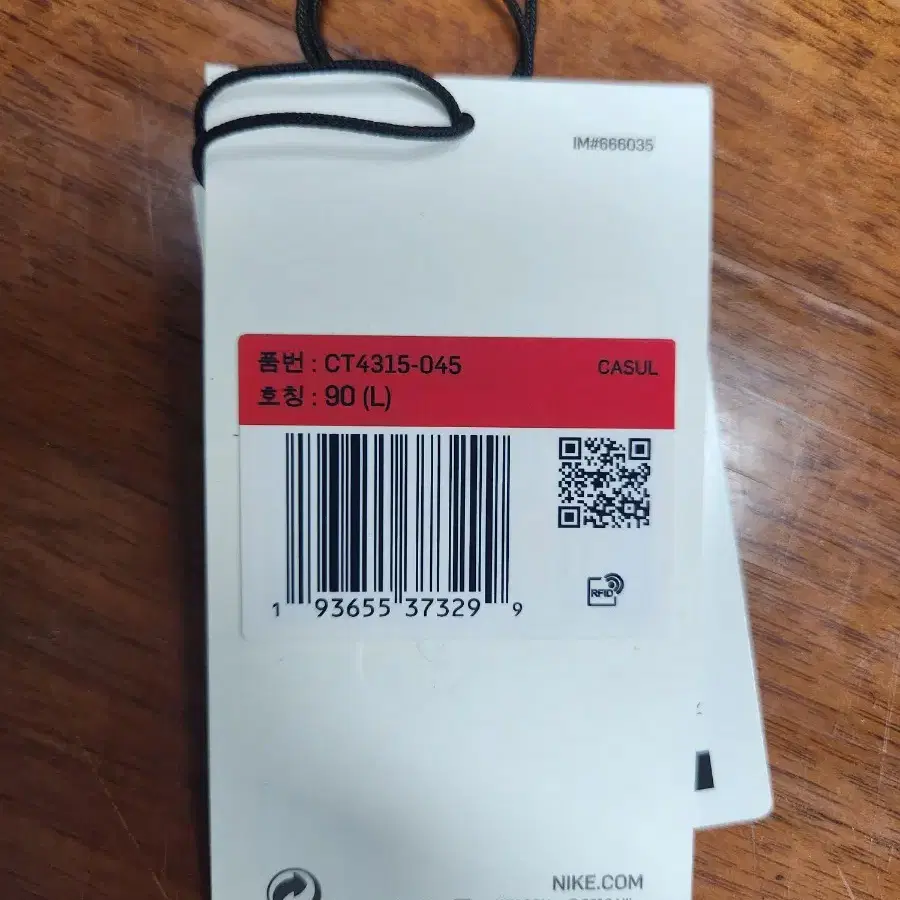 IM#666035
품번 : CT4315-045
CASUL
호칭 : 90 (L)
RFID
1 93655 37329 9
NIKE.COM